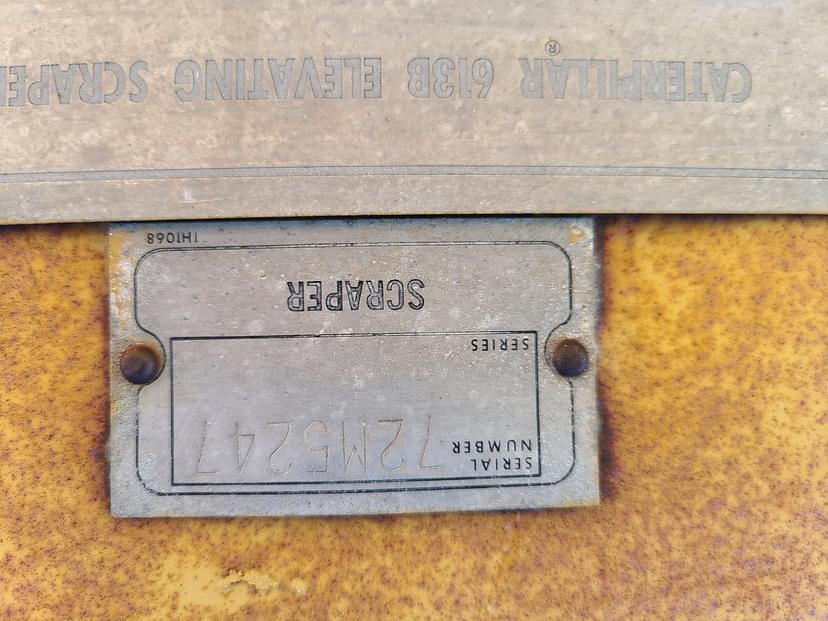 SERIAL
NUMBER 72M5247
SERIES
SCRAPER
1H1068
CATERPILLAR® 613B ELEVATING SCRAPER